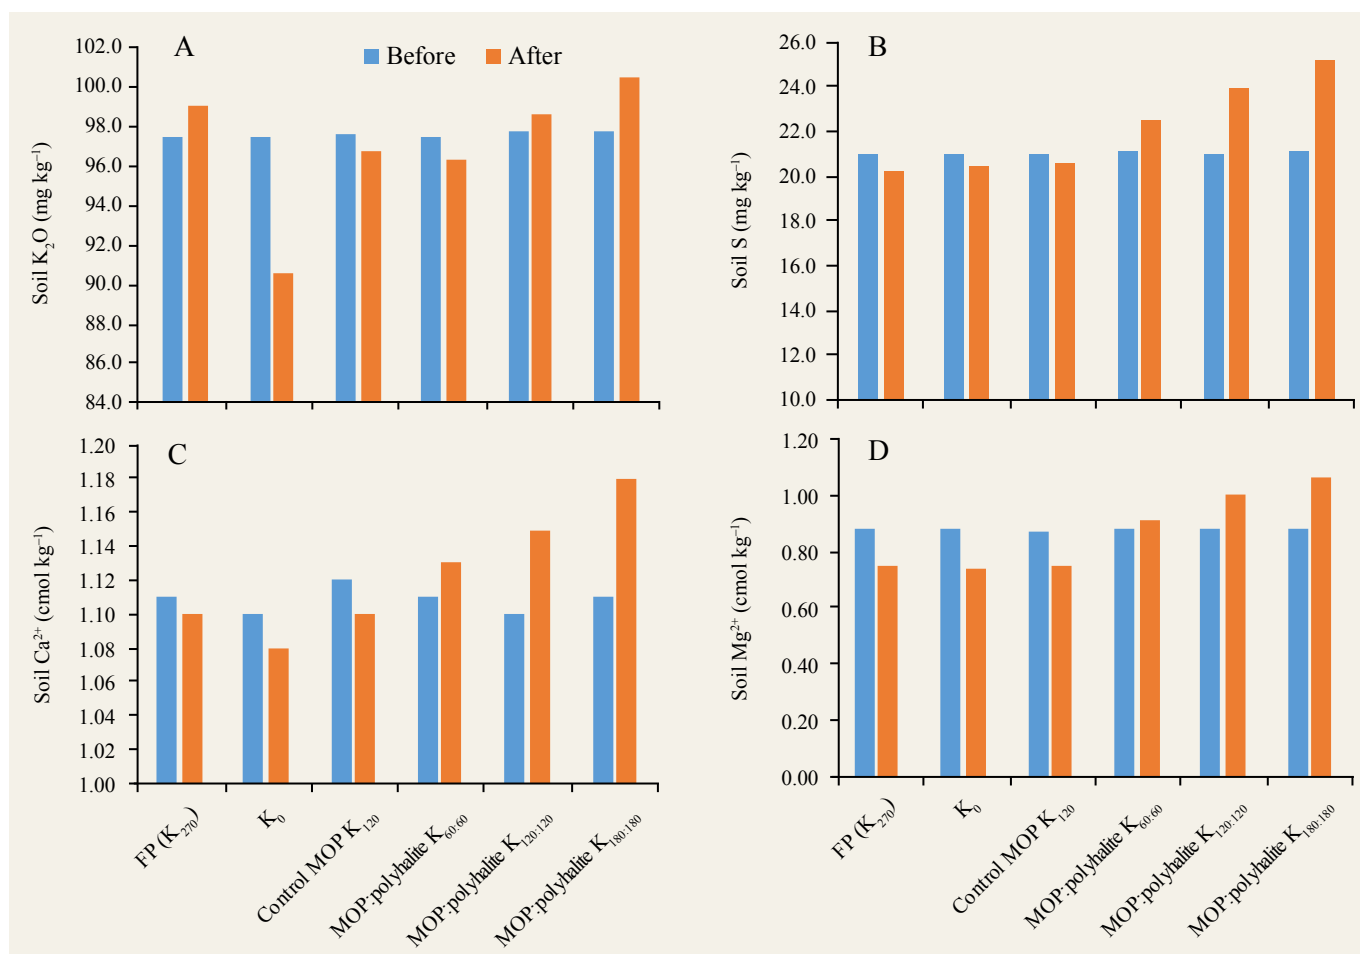 A
Before
After
Soil K₂O (mg kg⁻¹)
102.0
100.0
98.0
96.0
94.0
92.0
90.0
88.0
86.0
84.0
B
Soil S (mg kg⁻¹)
26.0
24.0
22.0
20.0
18.0
16.0
14.0
12.0
10.0
C
Soil Ca²⁺ (cmol kg⁻¹)
1.20
1.18
1.16
1.14
1.12
1.10
1.08
1.06
1.04
1.02
1.00
FP (K₂₇₀)
K₀
Control MOP K₁₂₀
MOP:polyhalite K₆₀:₆₀
MOP:polyhalite K₁₂₀:₁₂₀
MOP:polyhalite K₁₈₀:₁₈₀
D
Soil Mg²⁺ (cmol kg⁻¹)
1.20
1.00
0.80
0.60
0.40
0.20
0.00
FP (K₂₇₀)
K₀
Control MOP K₁₂₀
MOP:polyhalite K₆₀:₆₀
MOP:polyhalite K₁₂₀:₁₂₀
MOP:polyhalite K₁₈₀:₁₈₀